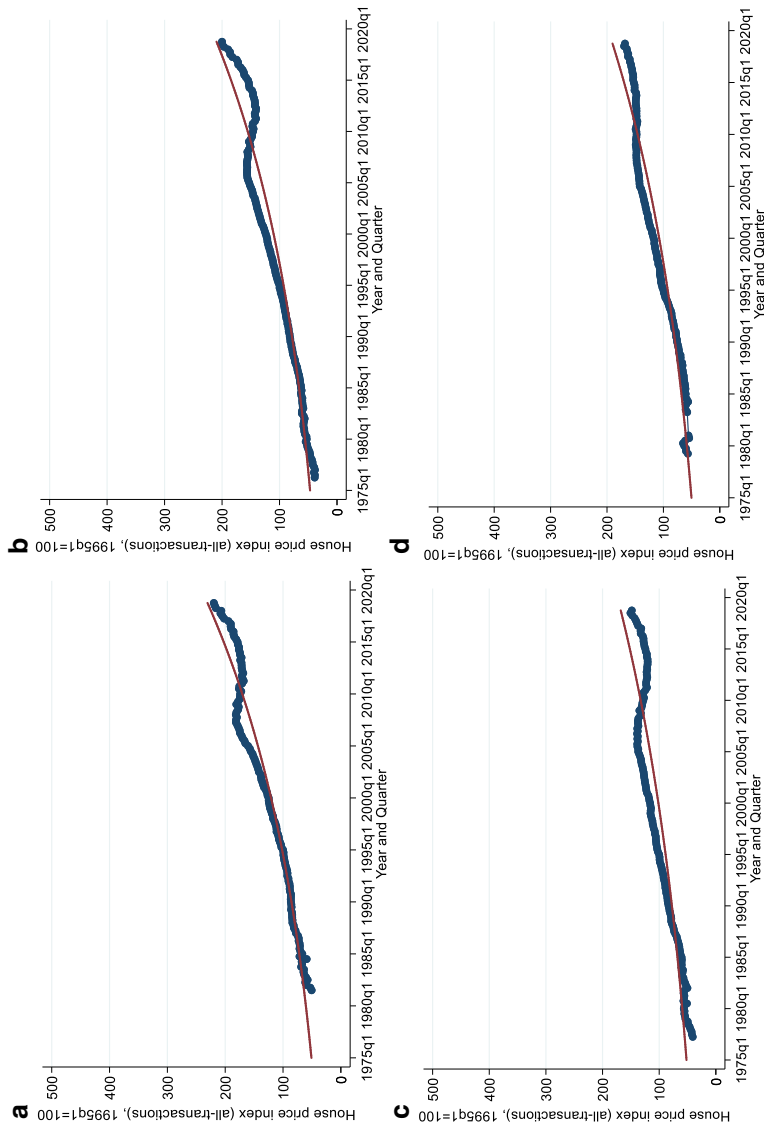 a
House price index (all-transactions), 1995q1=100
500
400
300
200
100
0
1975q1 1980q1 1985q1 1990q1 1995q1 2000q1 2005q1 2010q1 2015q1 2020q1
Year and Quarter
b
House price index (all-transactions), 1995q1=100
500
400
300
200
100
0
1975q1 1980q1 1985q1 1990q1 1995q1 2000q1 2005q1 2010q1 2015q1 2020q1
Year and Quarter
c
House price index (all-transactions), 1995q1=100
500
400
300
200
100
0
1975q1 1980q1 1985q1 1990q1 1995q1 2000q1 2005q1 2010q1 2015q1 2020q1
Year and Quarter
d
House price index (all-transactions), 1995q1=100
500
400
300
200
100
0
1975q1 1980q1 1985q1 1990q1 1995q1 2000q1 2005q1 2010q1 2015q1 2020q1
Year and Quarter